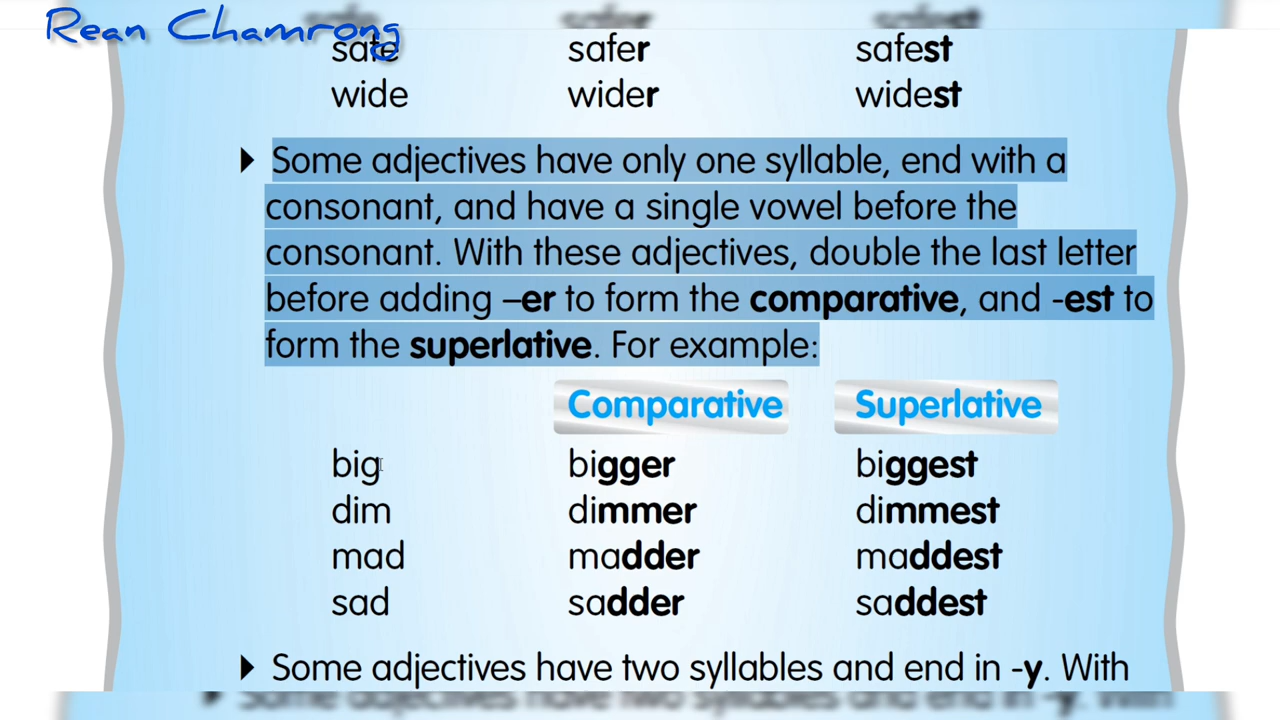 Rean Chamrong
safe safer safest
wide wider widest
Some adjectives have only one syllable, end with a
consonant, and have a single vowel before the
consonant. With these adjectives, double the last letter
before adding –er to form the comparative, and -est to
form the superlative. For example:
Comparative Superlative
big bigger biggest
dim dimmer dimmest
mad madder maddest
sad sadder saddest
Some adjectives have two syllables and end in -y. With